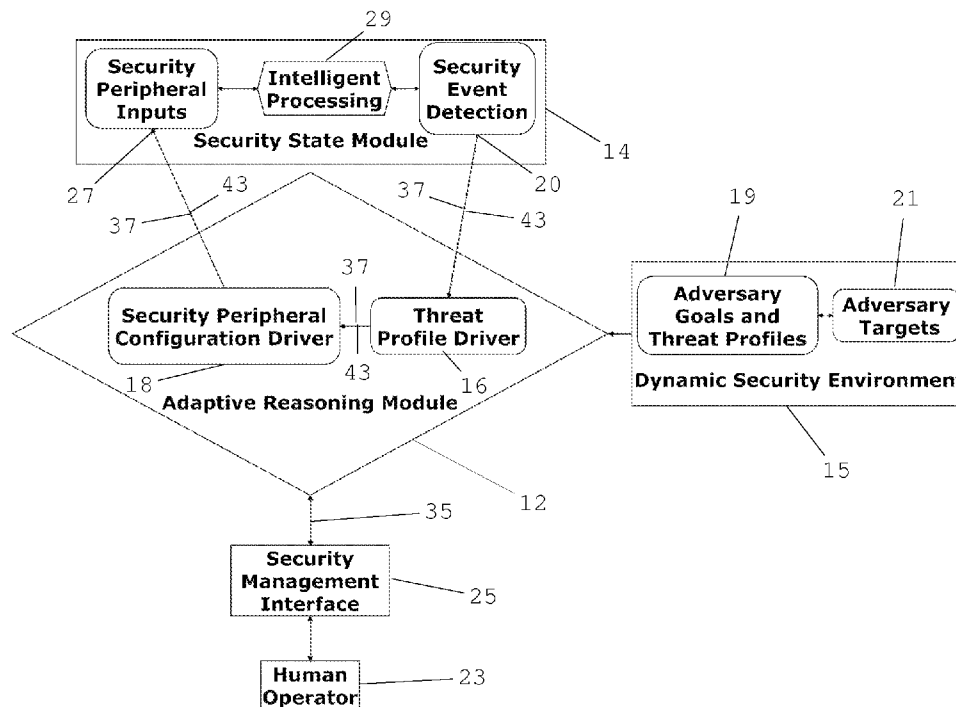 29
Security
Peripheral
Inputs
Intelligent
Processing
Security
Event
Detection
Security State Module
14
27
43
37
20
37
43
19
21
37
Security Peripheral
Configuration Driver
Threat
Profile Driver
43
18
16
Adaptive Reasoning Module
Adversary
Goals and
Threat Profiles
Adversary
Targets
Dynamic Security Environment
15
12
35
Security
Management
Interface
25
Human
Operator
23